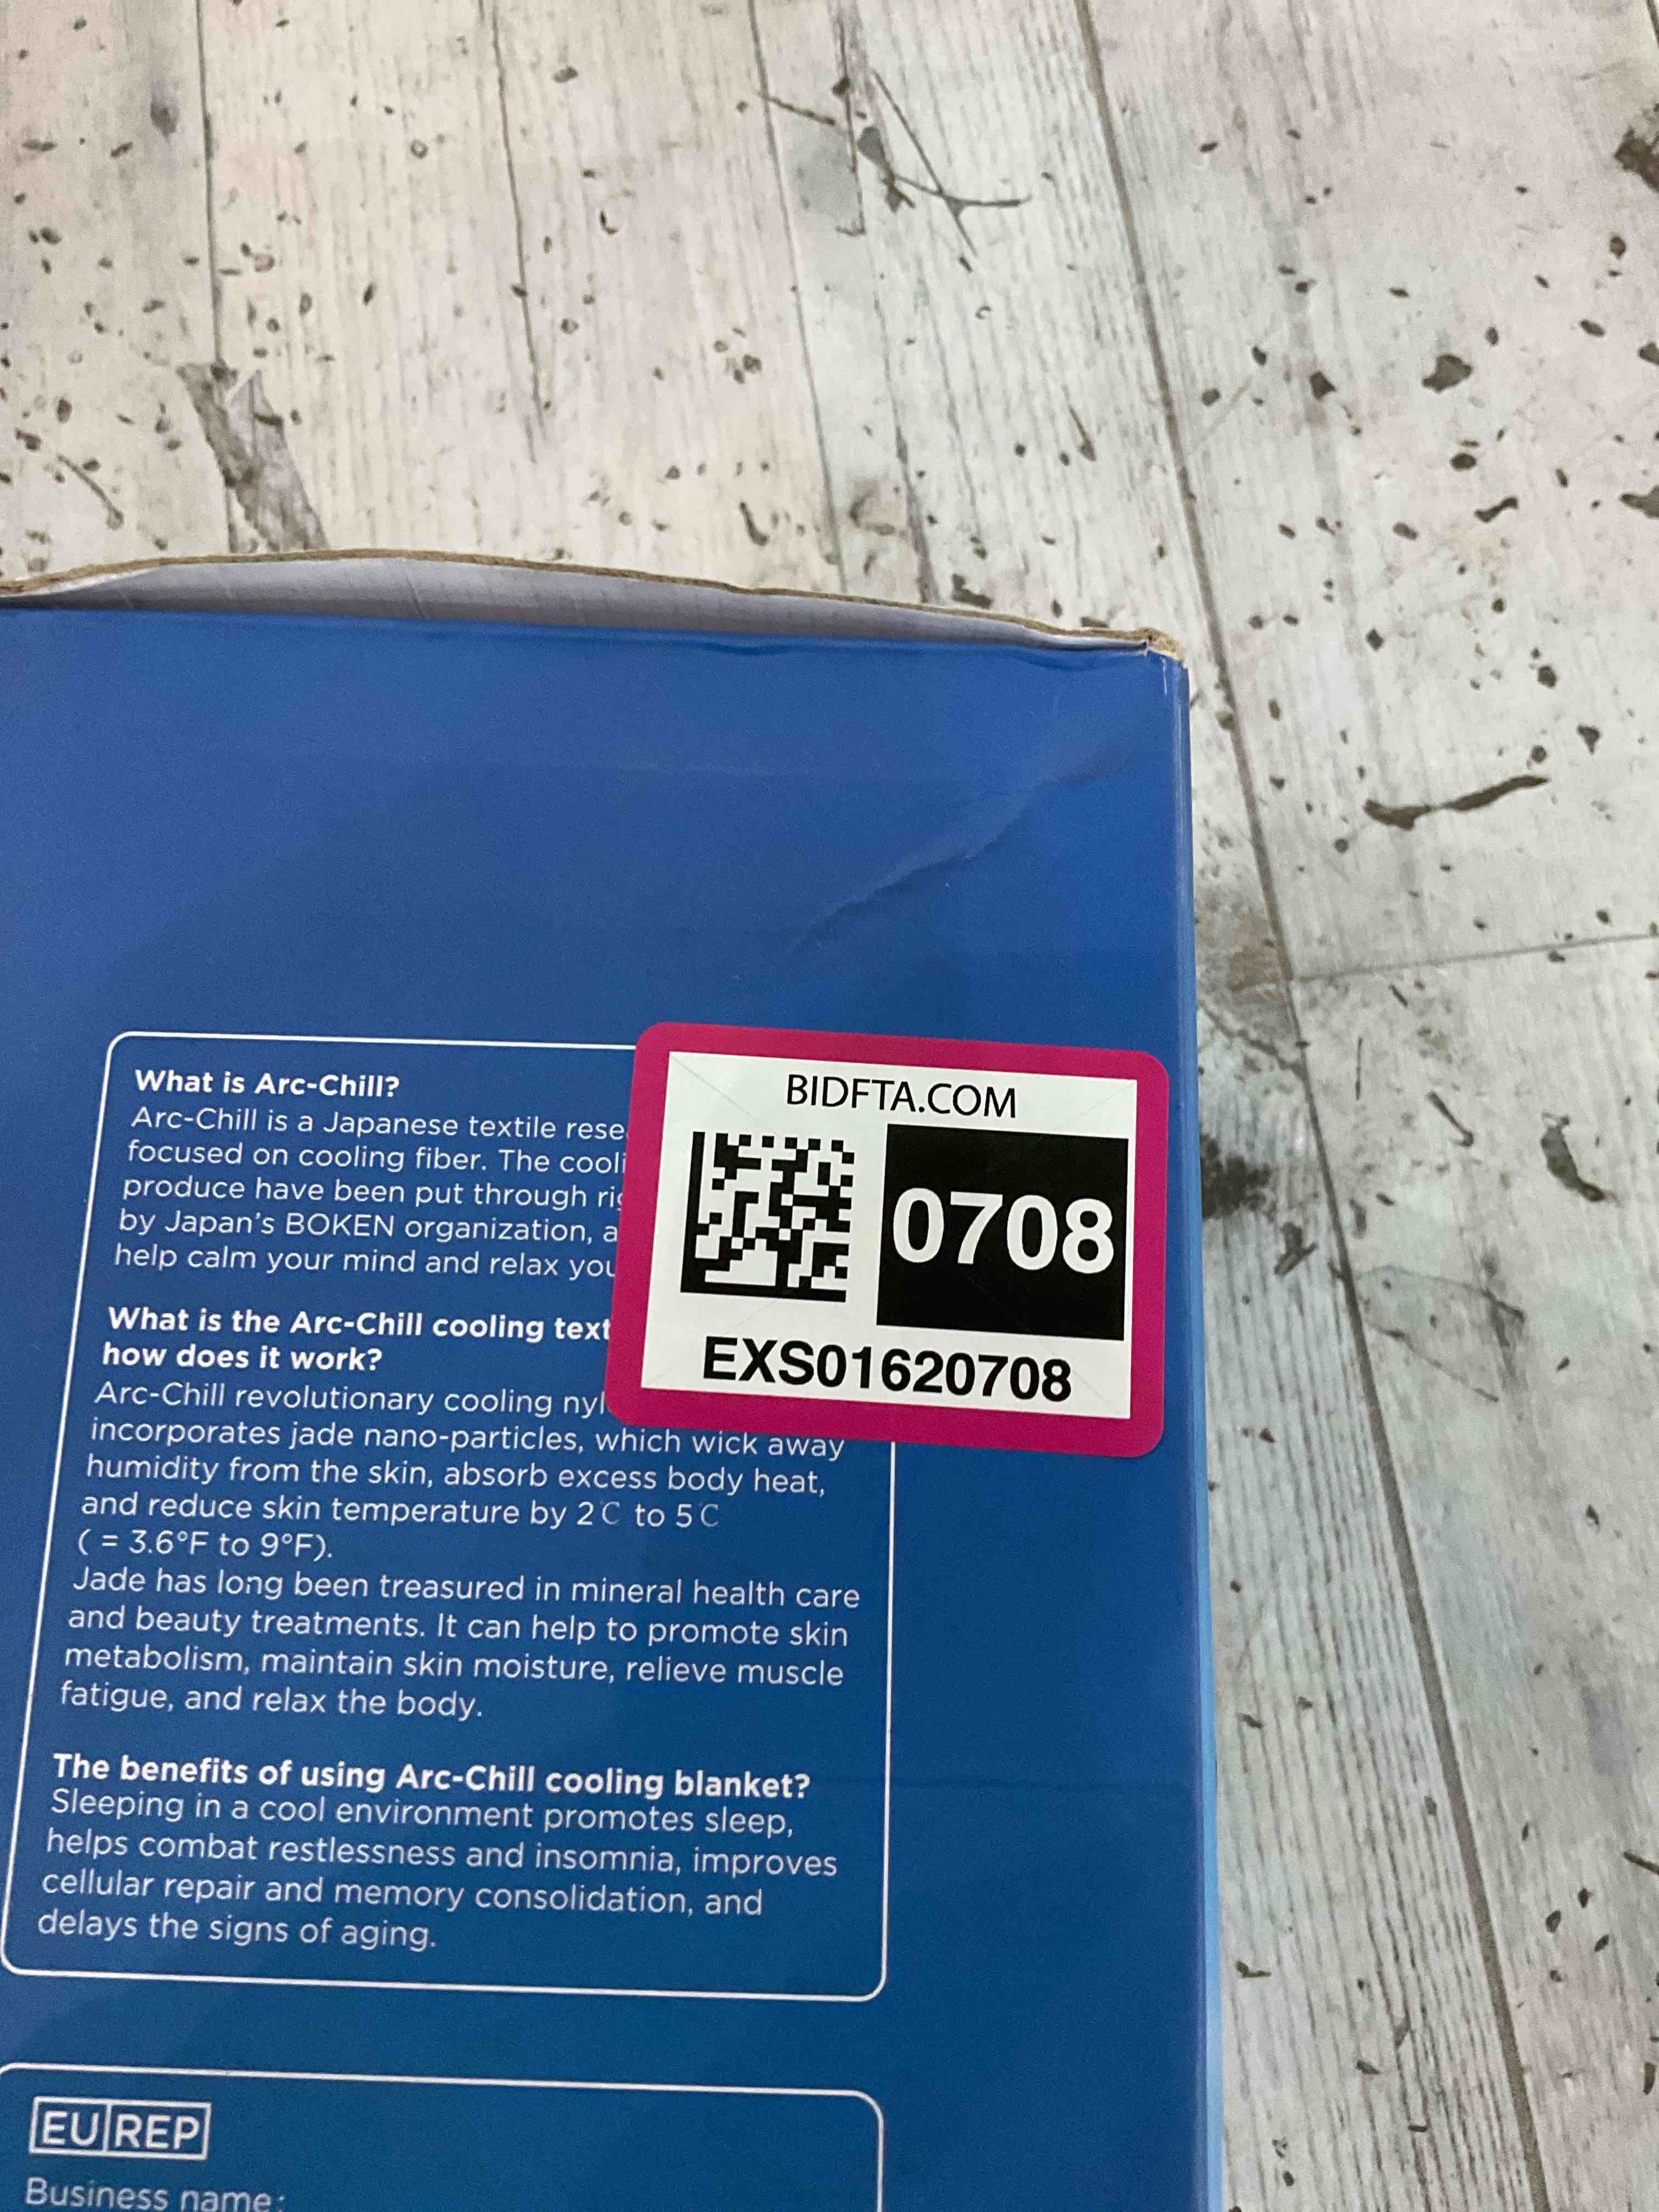 What is Arc-Chill?
Arc-Chill is a Japanese textile
focused on cooling fiber. The
produce have been put through
by Japan's BOKEN organization,
help calm your mind and relax
What is the Arc-Chill cooling
how does it work?
Arc-Chill revolutionary cooling
incorporates jade nano-particles, which wick away
humidity from the skin, absorb excess body heat,
and reduce skin temperature by 2℃ to 5℃
( = 3.6°F to 9°F).
Jade has long been treasured in mineral health care
and beauty treatments. It can help to promote skin
metabolism, maintain skin moisture, relieve muscle
fatigue, and relax the body.
The benefits of using Arc-Chill cooling blanket?
Sleeping in a cool environment promotes sleep,
helps combat restlessness and insomnia, improves
cellular repair and memory consolidation, and
delays the signs of aging.
BIDFTA.COM
0708
EXS01620708
EU REP
Business name: